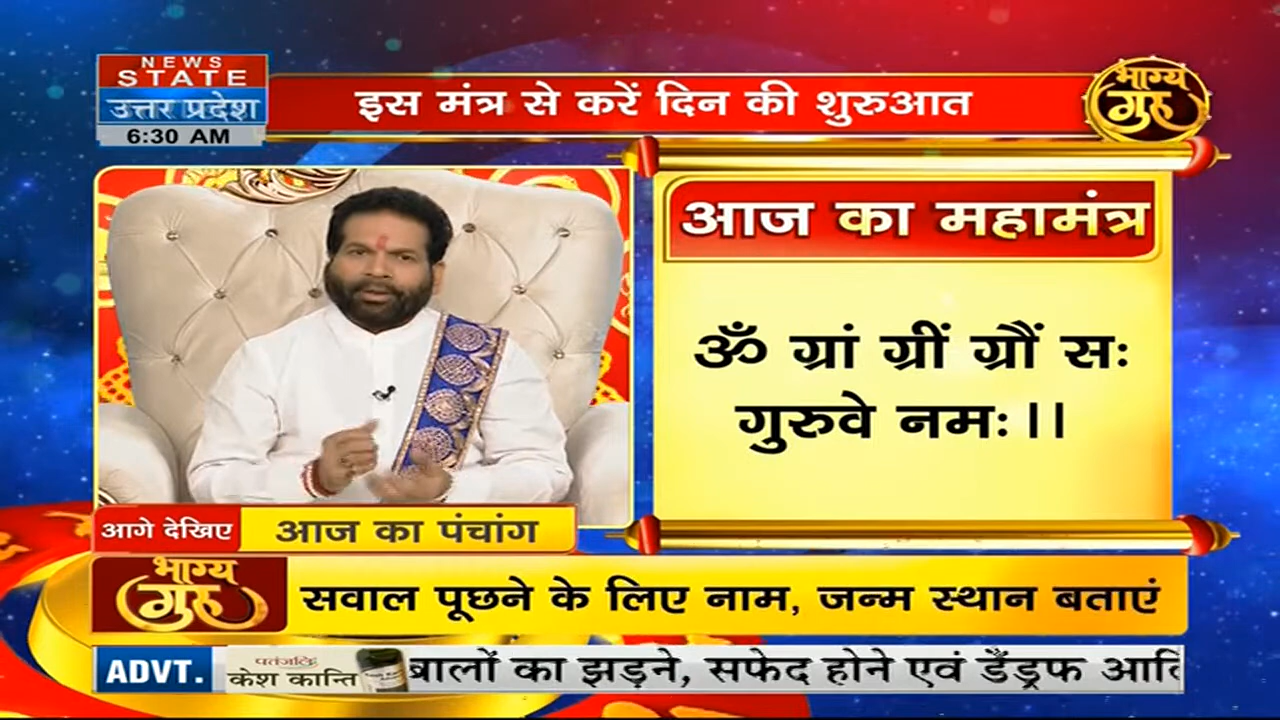 NEWS
STATE
उत्तर प्रदेश
6:30 AM
इस मंत्र से करें दिन की शुरुआत
भाग्य
गुरु
आज का महामंत्र
ॐ ग्रां ग्रीं ग्रौं सः
गुरुवे नमः।।
आगे देखिए
आज का पंचांग
भाग्य
गुरु
सवाल पूछने के लिए नाम, जन्म स्थान बताएं
ADVT.
पतंजलि
केश कान्ति
बालों का झड़ने, सफेद होने एवं डैंड्रफ आदि